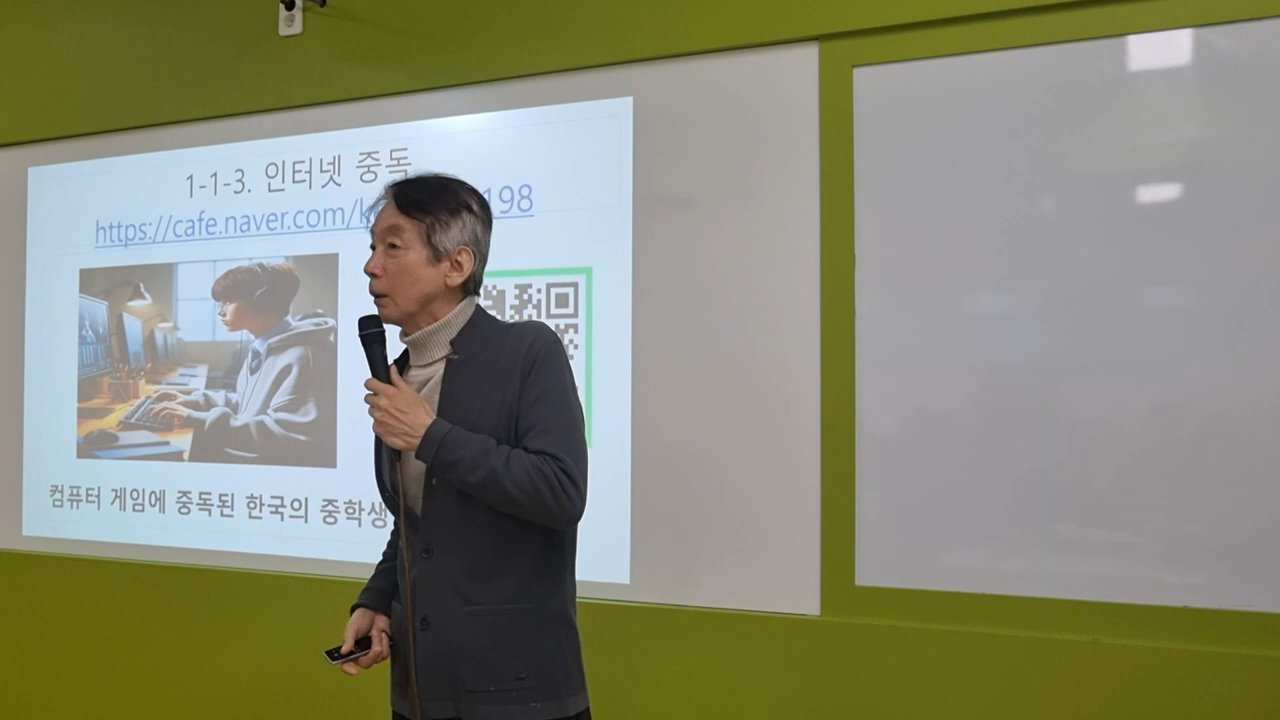 1-1-3. 인터넷 중독
https://cafe.naver.com/k 198
컴퓨터 게임에 중독된 한국의 중학생